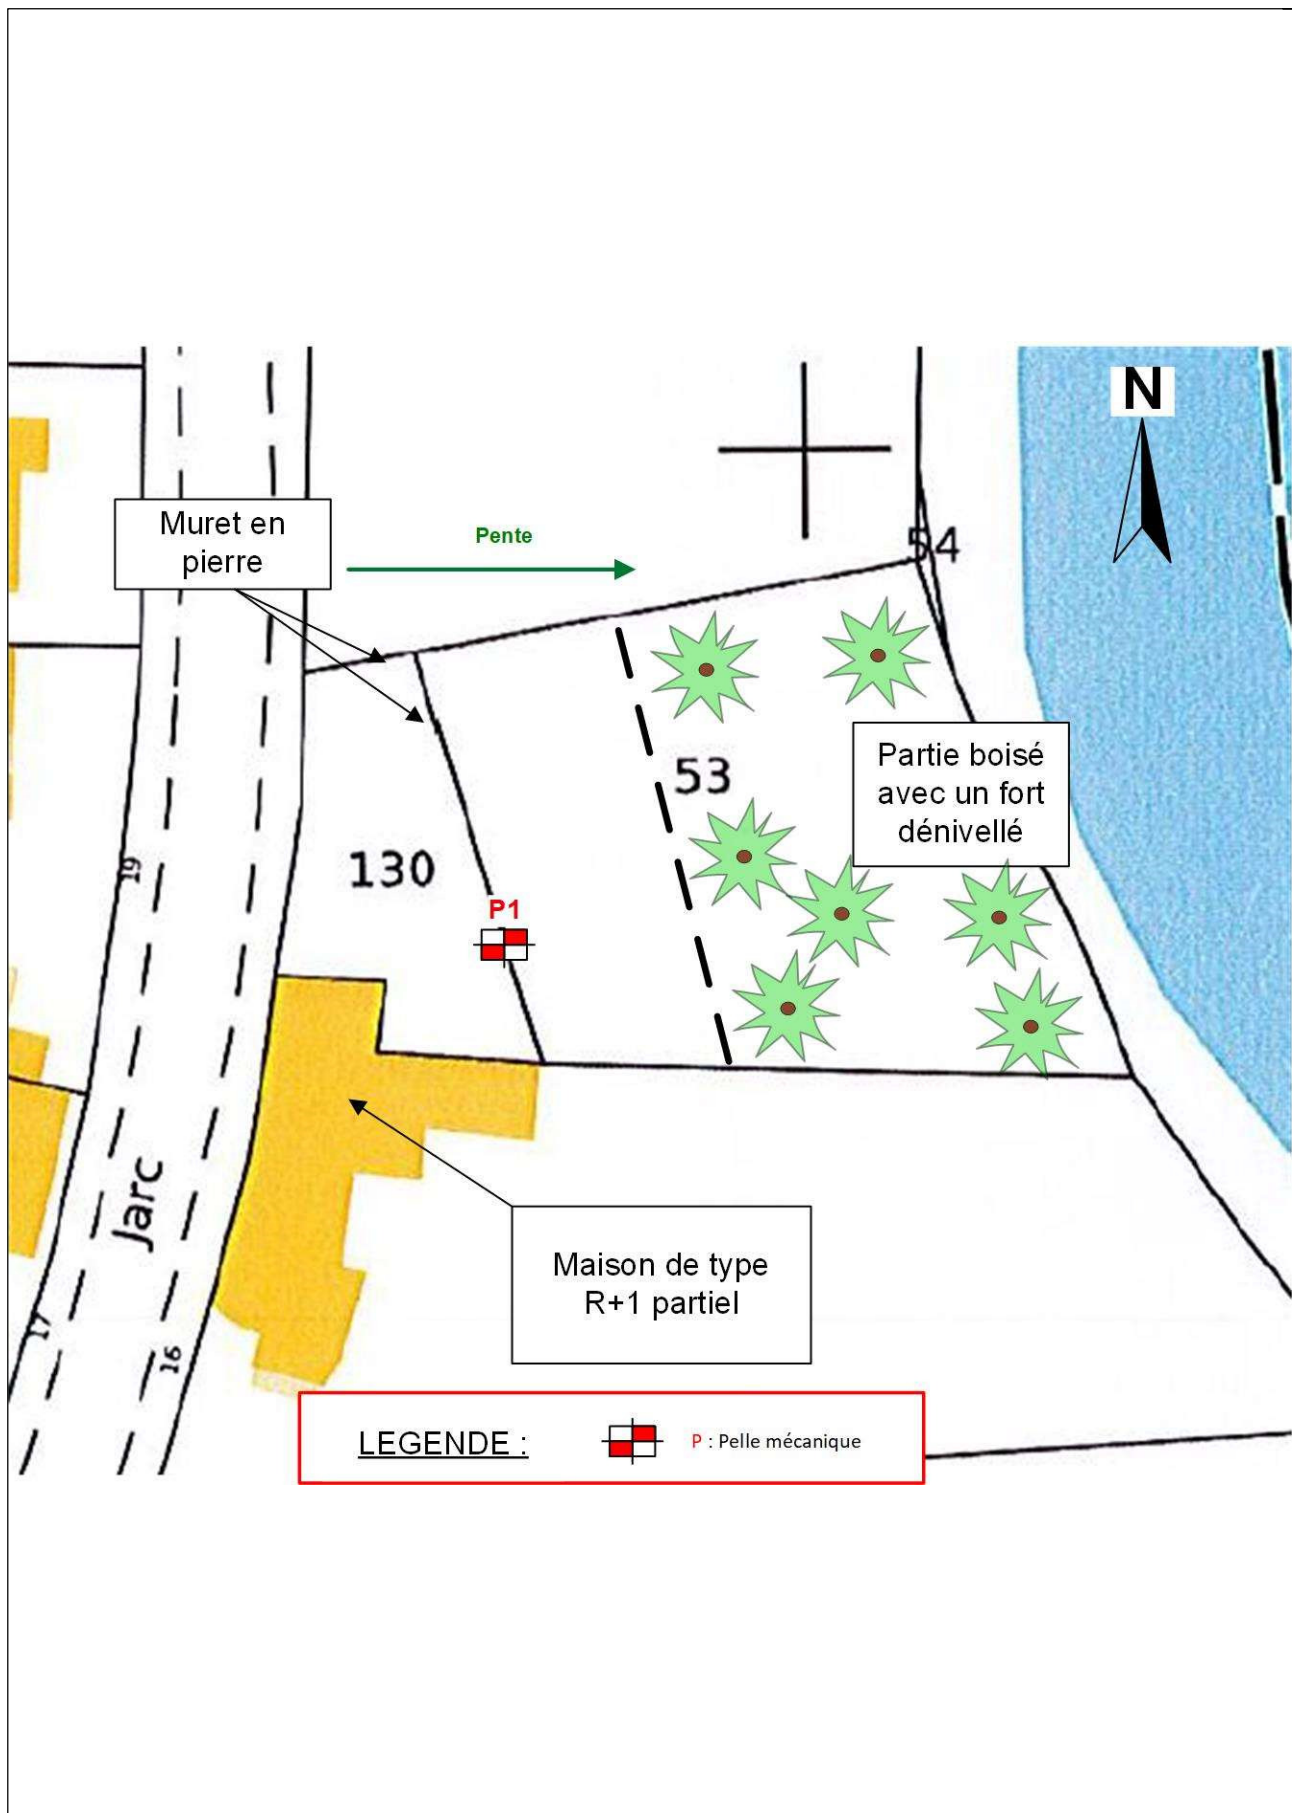 N
Muret en
pierre
Pente
54
53
Partie boisé
avec un fort
dénivellé
19
130
P1
Jarc
Maison de type
R+1 partiel
17
16
LEGENDE :
P : Pelle mécanique